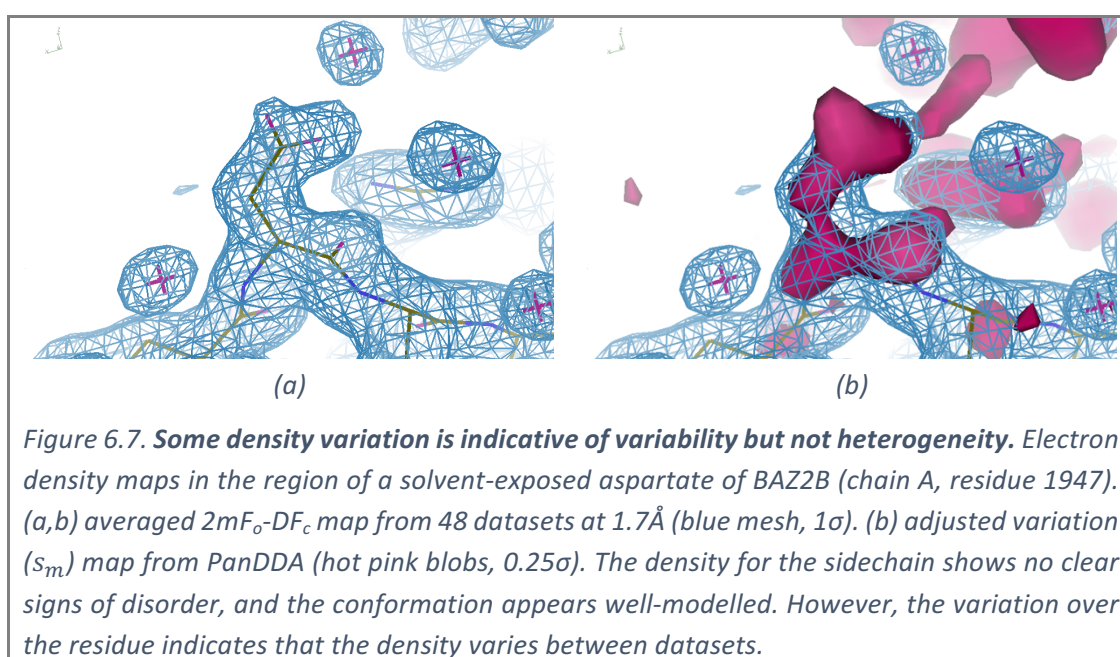 (a)
(b)
Figure 6.7. Some density variation is indicative of variability but not heterogeneity. Electron
density maps in the region of a solvent-exposed aspartate of BAZ2B (chain A, residue 1947).
(a,b) averaged 2mFo-DFc map from 48 datasets at 1.7Å (blue mesh, 1σ). (b) adjusted variation
(sm) map from PanDDA (hot pink blobs, 0.25σ). The density for the sidechain shows no clear
signs of disorder, and the conformation appears well-modelled. However, the variation over
the residue indicates that the density varies between datasets.